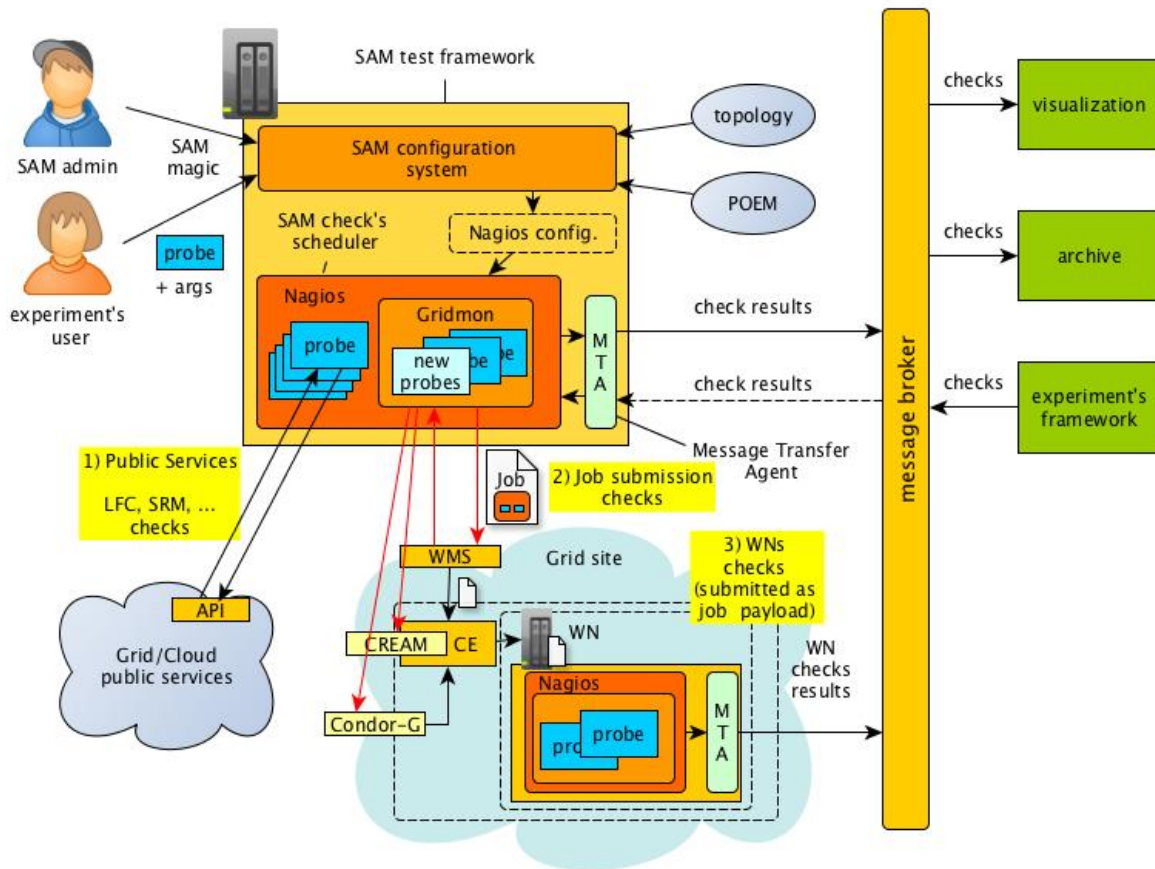 SAM test framework
SAM admin
SAM
magic
experiment's
user
probe
+ args
SAM configuration
system
topology
POEM
Nagios config.
SAM check's
scheduler
Nagios
probe
Gridmon
new
probes
MTA
Message Transfer
Agent
check results
check results
message broker
checks
visualization
checks
archive
checks
experiment's
framework
1) Public Services
LFC, SRM, ...
checks
API
Grid/Cloud
public services
Job
2) Job submission
checks
WMS
Grid site
3) WNs
checks
(submitted as
job payload)
CREAM
CE
Condor-G
WN
Nagios
probe
MTA
WN
checks
results